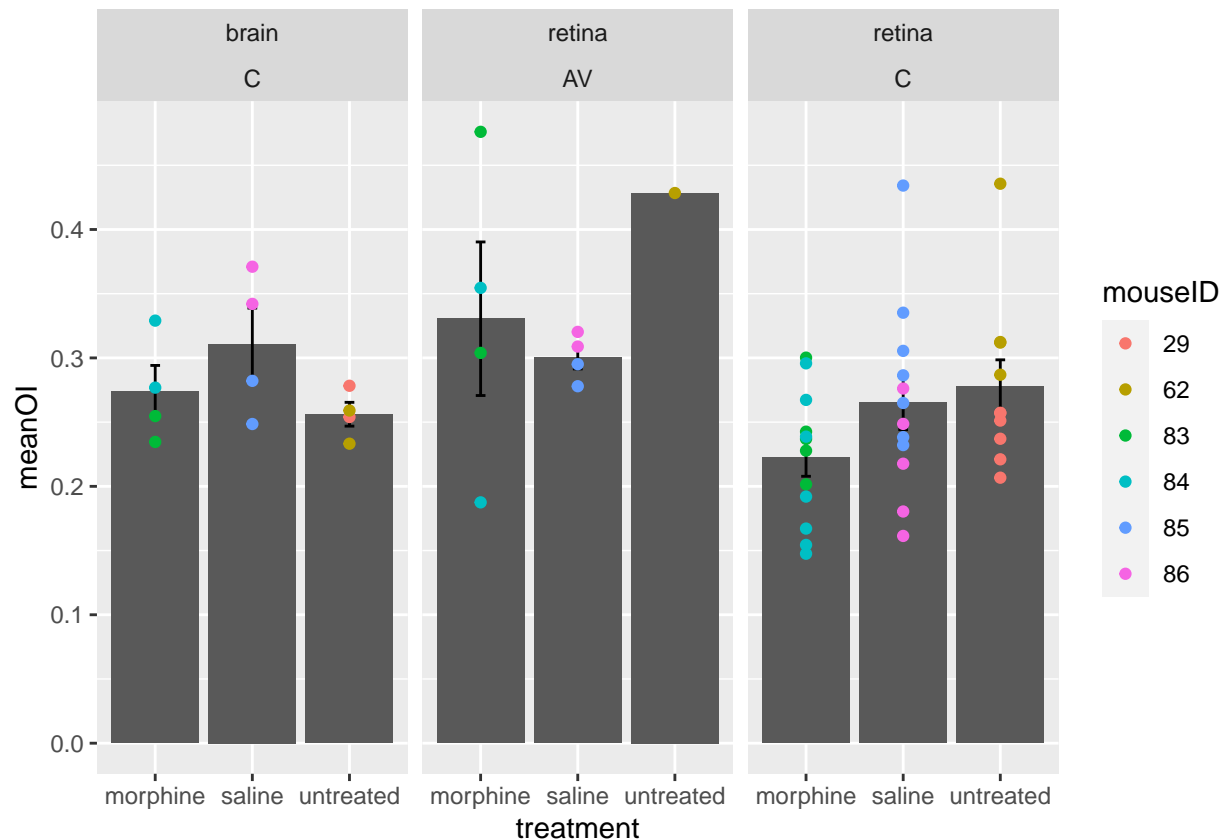 brain
retina
retina
C
AV
C
meanOI
0.4
0.3
0.2
0.1
0.0
morphine saline untreated
morphine saline untreated
morphine saline untreated
treatment
mouseID
29
62
83
84
85
86